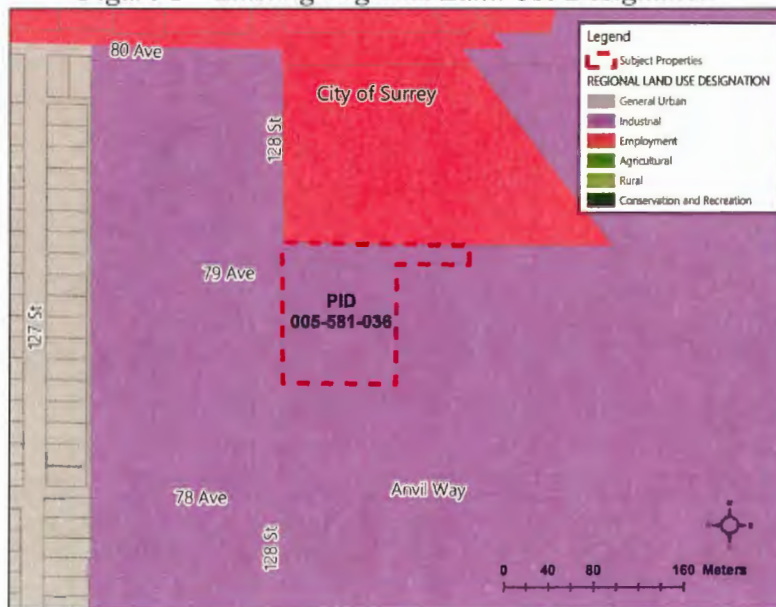 80 Ave
City of Surrey
128 St
79 Ave
127 St
PID
005-581-036
78 Ave
Anvil Way
128 St
Legend
Subject Properties
REGIONAL LAND USE DESIGNATION
General Urban
Industrial
Employment
Agricultural
Rural
Conservation and Recreation
0 40 80 160 Meters